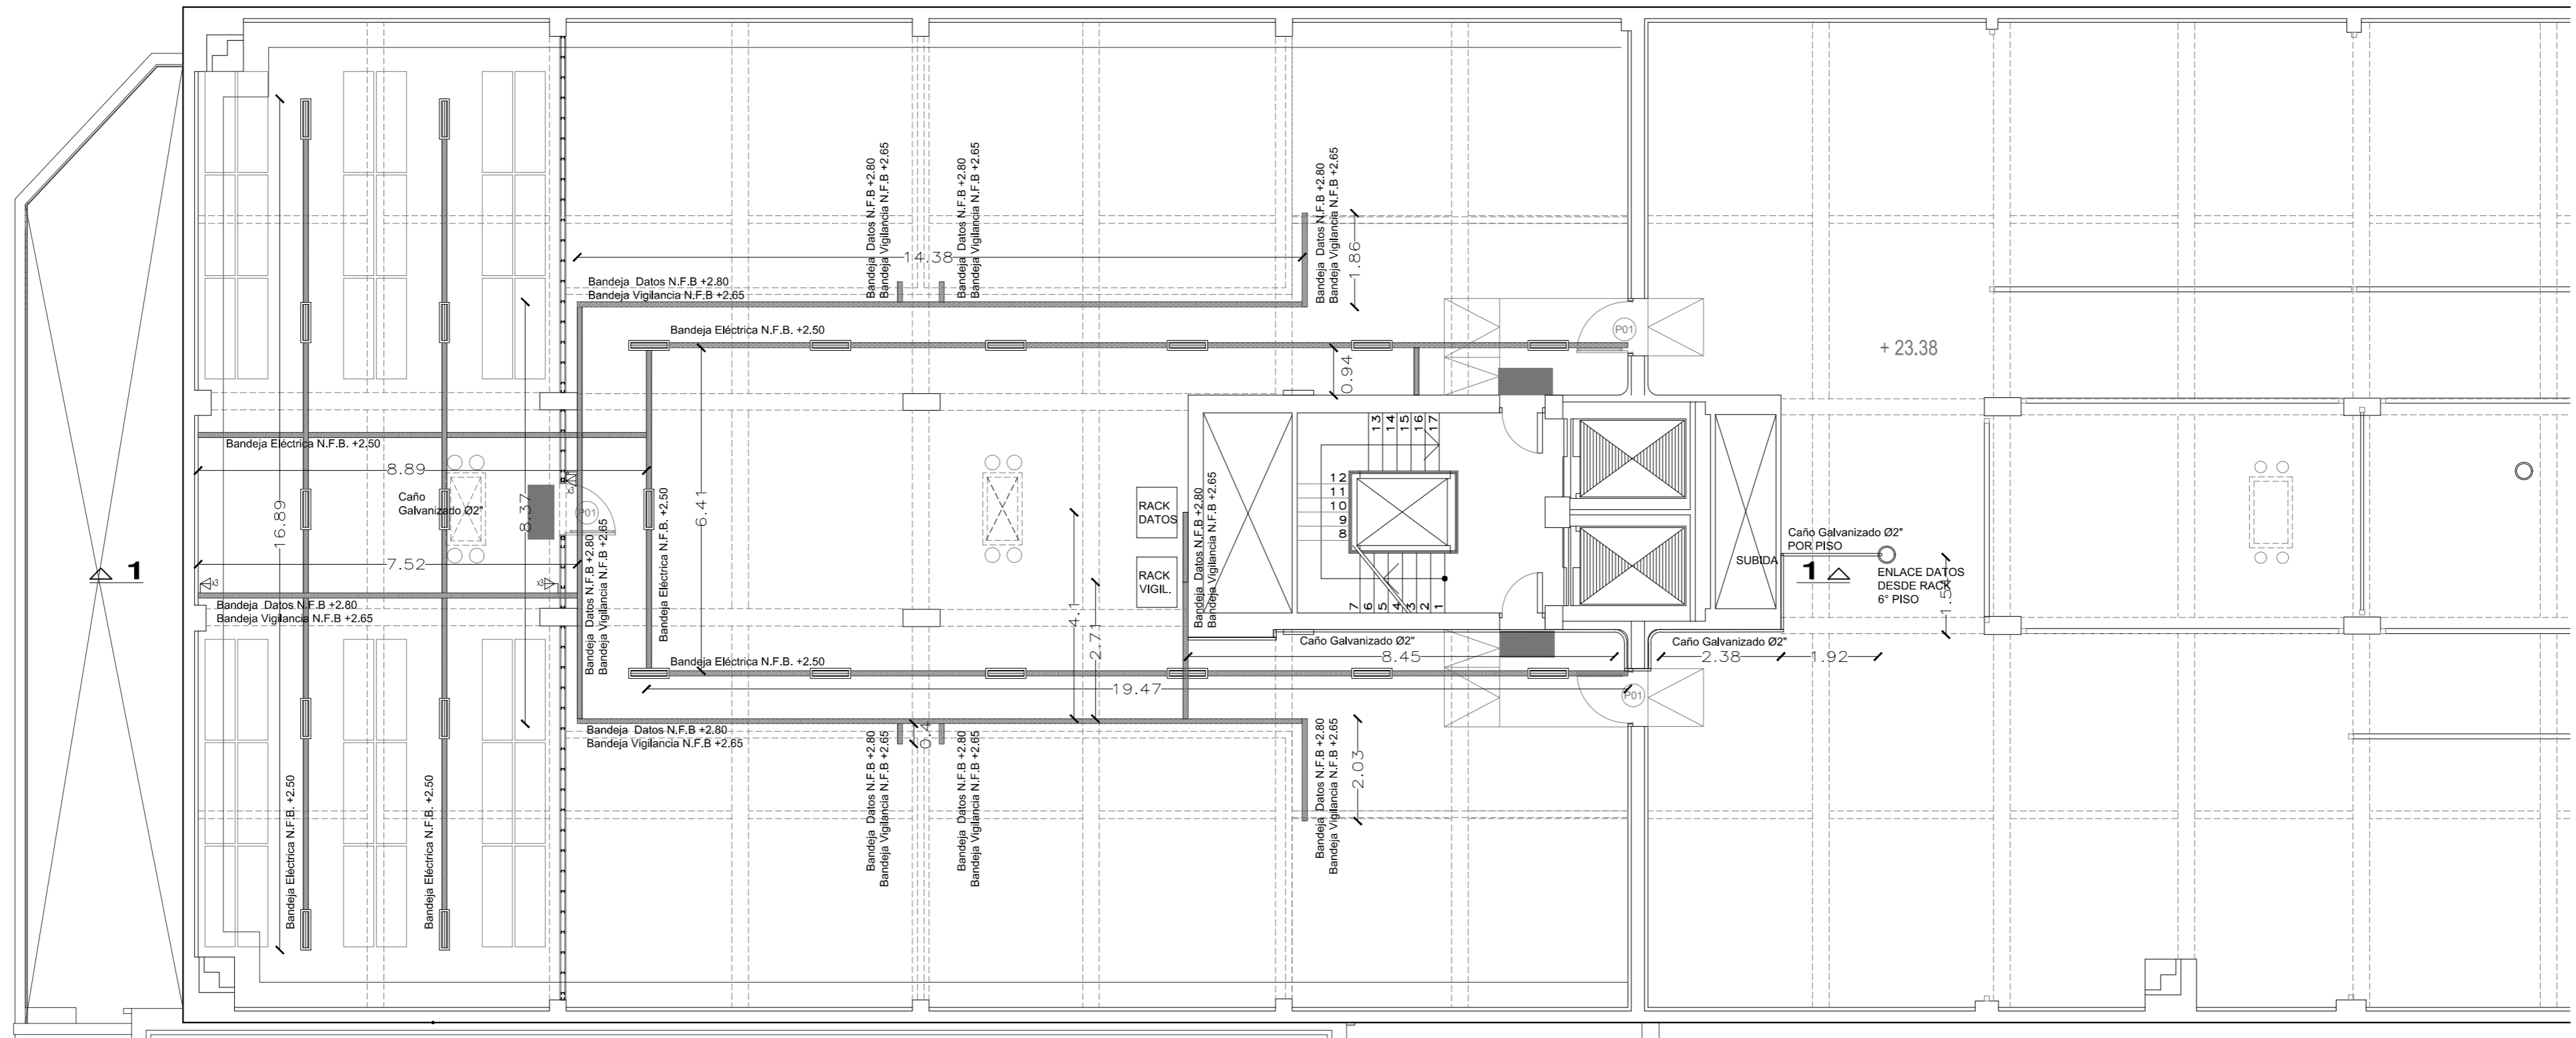 Bandeja Datos N.F.B +2.80
Bandeja Vigilancia N.F.B +2.65
Bandeja Datos N.F.B +2.80
Bandeja Vigilancia N.F.B +2.65
Bandeja Datos N.F.B +2.80
Bandeja Vigilancia N.F.B +2.65
1.86
14.38
Bandeja Datos N.F.B +2.80
Bandeja Vigilancia N.F.B +2.65
Bandeja Eléctrica N.F.B. +2.50
P01
+ 23.38
0.94
13
14
15
16
17
Bandeja Eléctrica N.F.B. +2.50
8.89
Caño
Galvanizado Ø2"
16.89
8.37
x3
P01
6.41
Bandeja Eléctrica N.F.B. +2.50
Bandeja Datos N.F.B +2.80
Bandeja Vigilancia N.F.B +2.65
RACK
DATOS
RACK
VIGIL.
Bandeja Datos N.F.B +2.80
Bandeja Vigilancia N.F.B +2.65
12
11
10
9
8
7
6
5
4
3
2
1
SUBIDA
Caño Galvanizado Ø2"
POR PISO
1
ENLACE DATOS
DESDE RACK
6° PISO
1
7.52
x3
x3
Bandeja Datos N.F.B +2.80
Bandeja Vigilancia N.F.B +2.65
4.1
2.71
Caño Galvanizado Ø2"
8.45
Caño Galvanizado Ø2"
2.38
1.92
Bandeja Eléctrica N.F.B. +2.50
19.47
P01
Bandeja Datos N.F.B +2.80
Bandeja Vigilancia N.F.B +2.65
0.4
Bandeja Datos N.F.B +2.80
Bandeja Vigilancia N.F.B +2.65
Bandeja Datos N.F.B +2.80
Bandeja Vigilancia N.F.B +2.65
Bandeja Datos N.F.B +2.80
Bandeja Vigilancia N.F.B +2.65
2.03
Bandeja Eléctrica N.F.B. +2.50
Bandeja Eléctrica N.F.B. +2.50